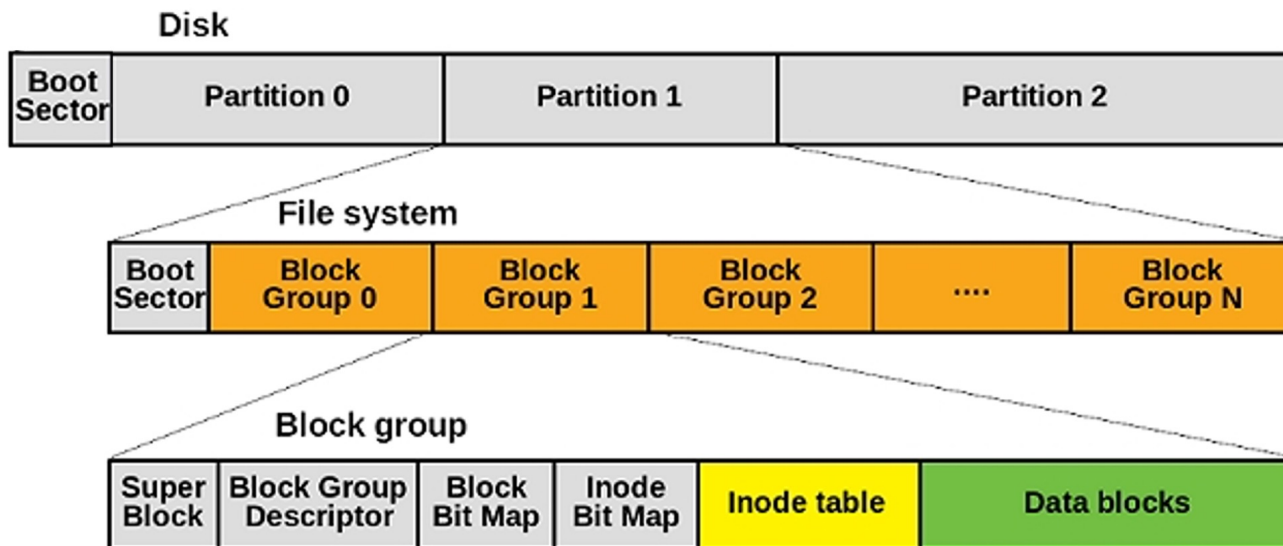 Disk
Boot
Sector
Partition 0
Partition 1
Partition 2
File system
Boot
Sector
Block
Group 0
Block
Group 1
Block
Group 2
....
Block
Group N
Block group
Super
Block
Block Group
Descriptor
Block
Bit Map
Inode
Bit Map
Inode table
Data blocks